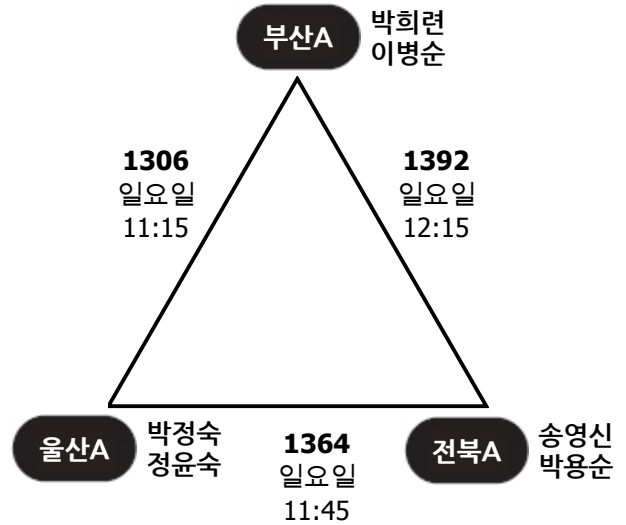 부산A
박희련
이병순
1306
일요일
11:15
1392
일요일
12:15
울산A
박정숙
정윤숙
1364
일요일
11:45
전북A
송영신
박용순